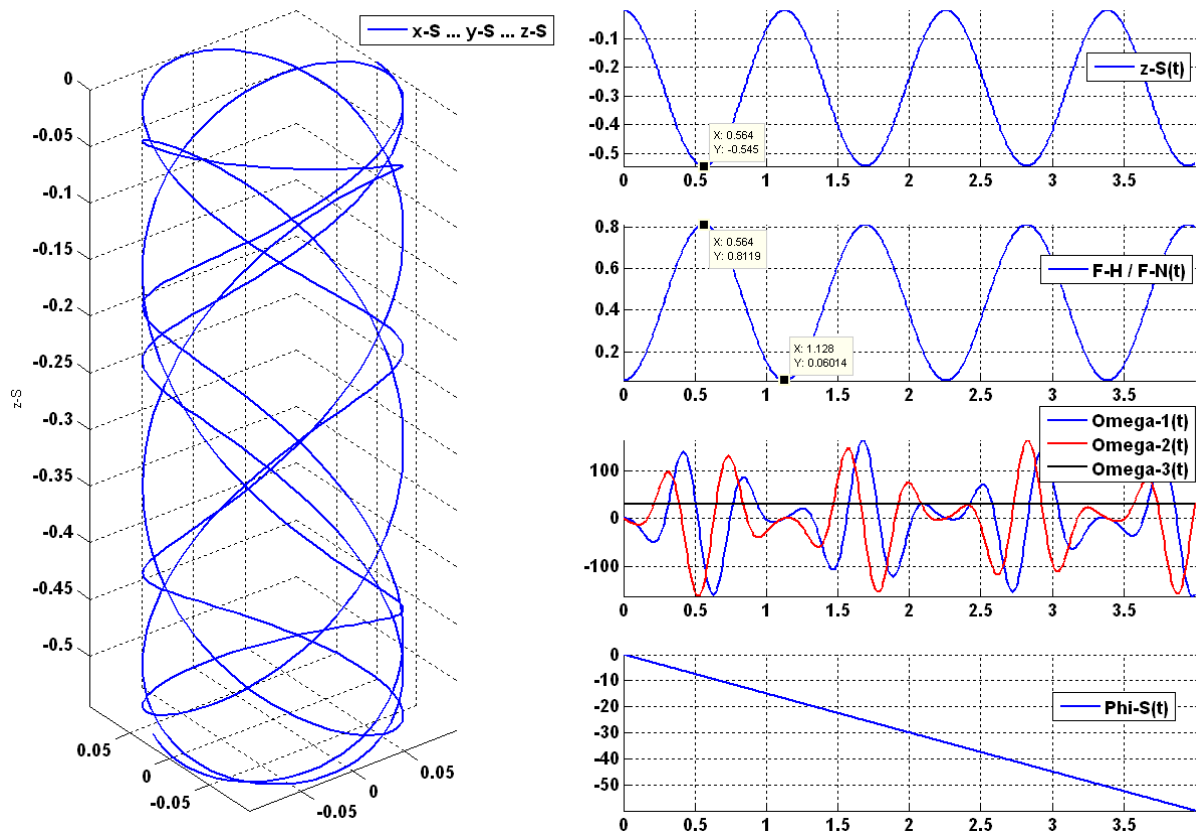 x-S ... y-S ... z-S
0
-0.05
-0.1
-0.15
-0.2
-0.25
-0.3
-0.35
-0.4
-0.45
-0.5
z-S
0.05
0
-0.05
-0.05
0
0.05
-0.1
-0.2
-0.3
-0.4
-0.5
z-S(t)
X: 0.564
Y: -0.545
0 0.5 1 1.5 2 2.5 3 3.5
0.8
0.6
0.4
0.2
F-H / F-N(t)
X: 0.564
Y: 0.8119
X: 1.128
Y: 0.06014
0 0.5 1 1.5 2 2.5 3 3.5
Omega-1(t)
Omega-2(t)
Omega-3(t)
100
0
-100
0 0.5 1 1.5 2 2.5 3 3.5
0
-10
-20
-30
-40
-50
Phi-S(t)
0 0.5 1 1.5 2 2.5 3 3.5